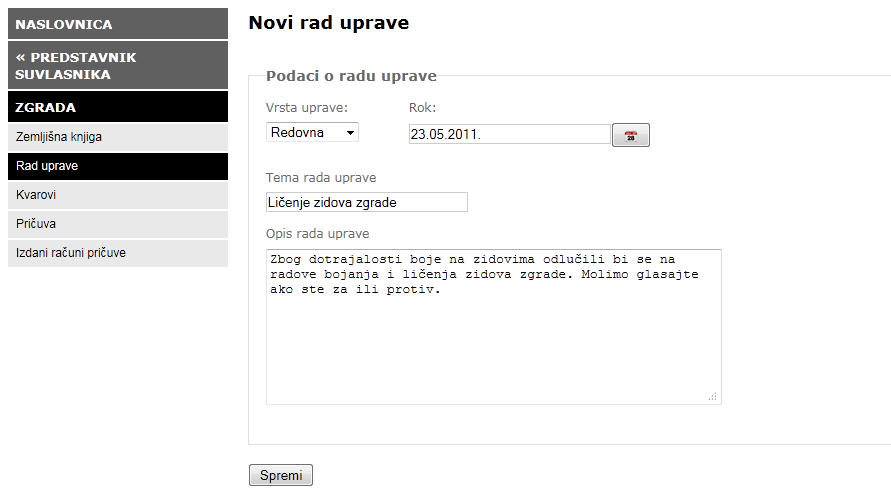 NASLOVNICA
« PREDSTAVNIK
SUVLASNIKA
ZGRADA
Zemljišna knjiga
Rad uprave
Kvarovi
Pričuva
Izdani računi pričuve
Novi rad uprave
Podaci o radu uprave
Vrsta uprave: Rok:
Redovna 23.05.2011. 28
Tema rada uprave
Ličenje zidova zgrade
Opis rada uprave
Zbog dotrajalosti boje na zidovima odlučili bi se na
radove bojanja i ličenja zidova zgrade. Molimo glasajte
ako ste za ili protiv.
Spremi